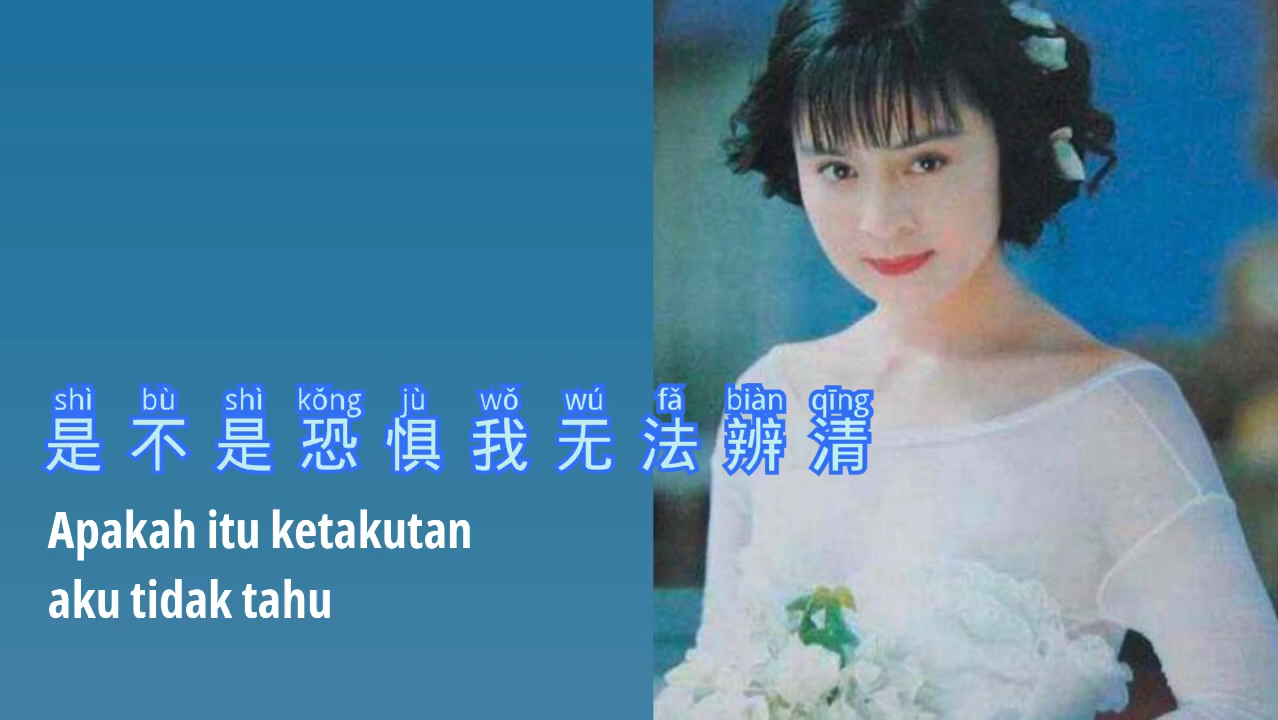 shì bù shì kǒng jù wǒ wú fǎ biàn qīng
是不是恐惧我无法辨清
Apakah itu ketakutan
aku tidak tahu